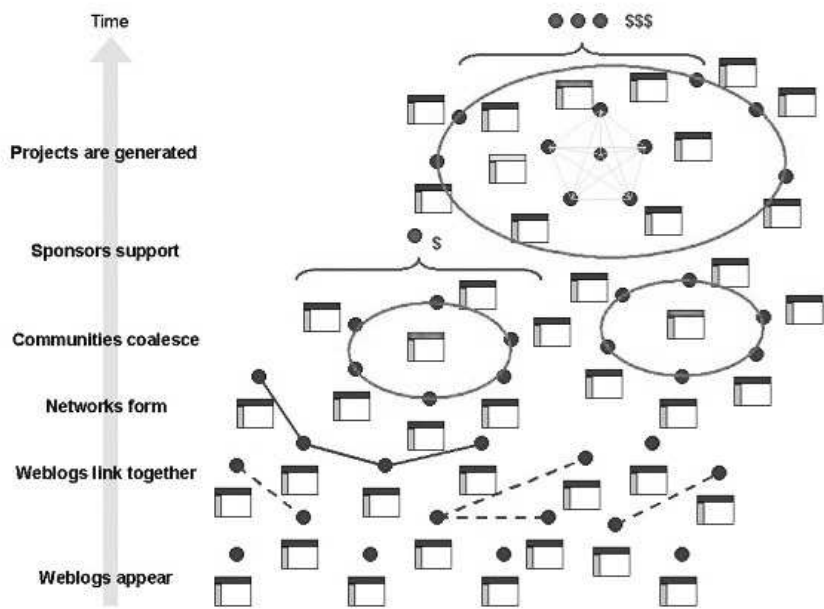 Time
$$$
Projects are generated
Sponsors support
$
Communities coalesce
Networks form
Weblogs link together
Weblogs appear